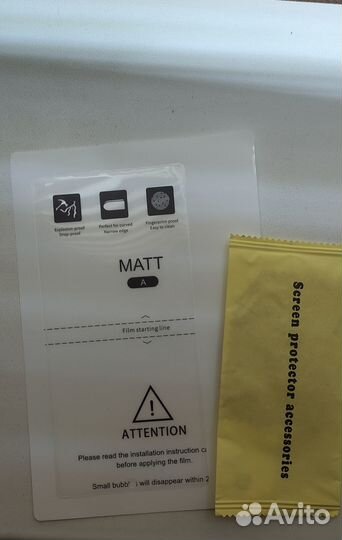 Explosion-proof
Drop-proof
Perfect for curved
Narrow edge
Fingerprint-proof
Easy to clean
MATT
A
Film starting line
ATTENTION
Please read the installation instruction
before applying the film.
Small will disappear within 2
Screen protector accessories
Avito